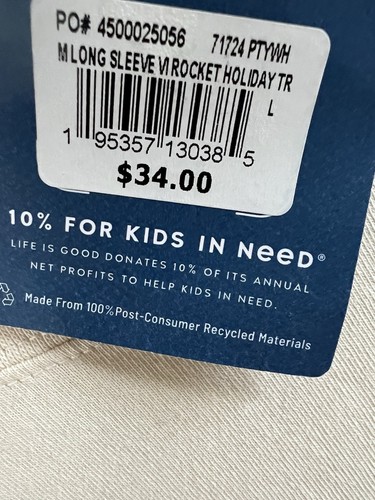 PO# 4500025056 71724 PTYWH
M LONG SLEEVE VI ROCKET HOLIDAY TR
L
1 95357 13038 5
$34.00
10% FOR KIDS IN NeeD®
LIFE IS GOOD DONATES 10% OF ITS ANNUAL
NET PROFITS TO HELP KIDS IN NEED.
Made From 100% Post-Consumer Recycled Materials